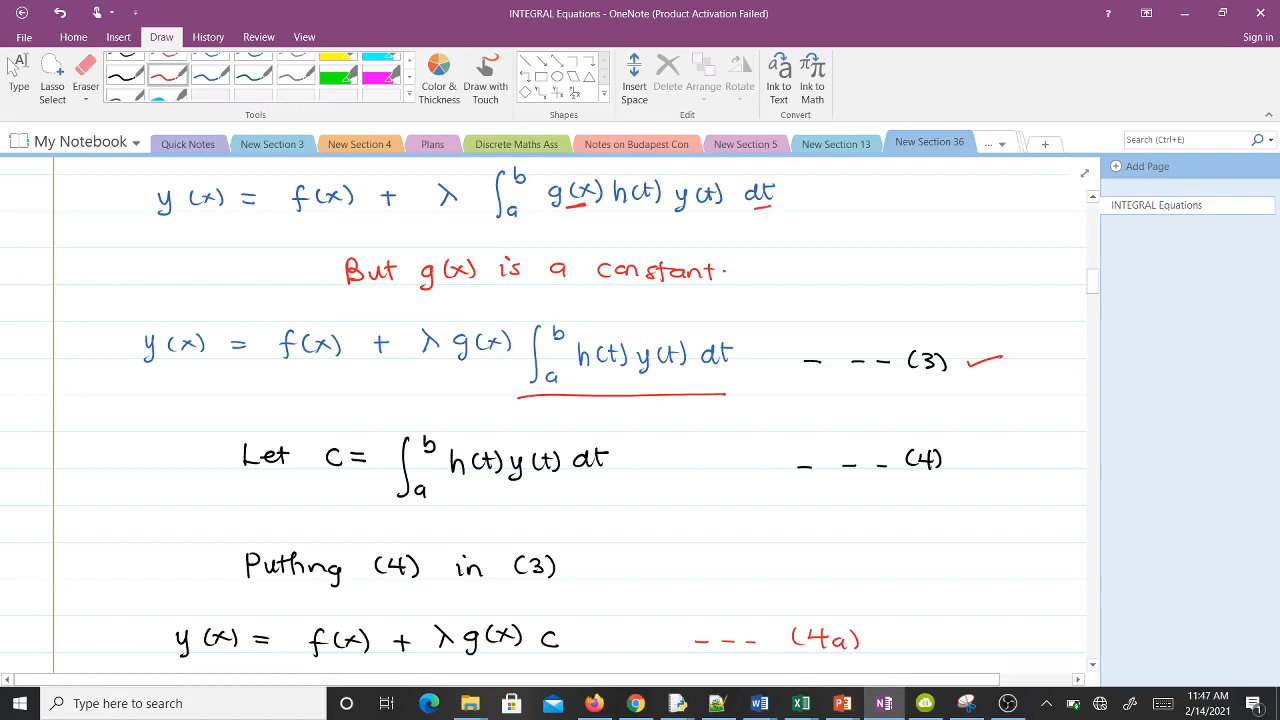 INTEGRAL Equations - OneNote (Product Activation Failed)
File Home Insert Draw History Review View Sign in
Type Lasso Select Eraser Color & Thickness Draw with Touch Insert Space Delete Arrange Rotate Ink to Text Ink to Math
Tools Shapes Edit Convert
My Notebook Quick Notes New Section 3 New Section 4 Plans Discrete Maths Ass Notes on Budapest Con New Section 5 New Section 13 New Section 36 ... + Search (Ctrl+E)
Add Page
INTEGRAL Equations
y(x) = f(x) + λ ∫_a^b g(x) h(t) y(t) dt
But g(x) is a constant.
y(x) = f(x) + λ g(x) ∫_a^b h(t) y(t) dt - - - (3) ✓
Let c = ∫_a^b h(t) y(t) dt - - - (4)
Putting (4) in (3)
y(x) = f(x) + λ g(x) c - - - (4a)
Type here to search
11:47 AM
2/14/2021